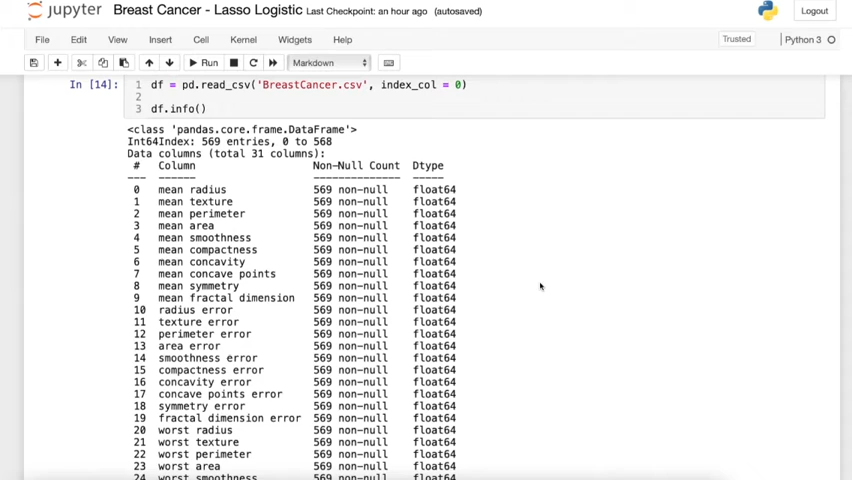 jupyter Breast Cancer - Lasso Logistic Last Checkpoint: an hour ago (autosaved) Logout
File Edit View Insert Cell Kernel Widgets Help Trusted Python 3
Run Markdown
In [14]: 1 df = pd.read_csv('BreastCancer.csv', index_col = 0)
2
3 df.info()
<class 'pandas.core.frame.DataFrame'>
Int64Index: 569 entries, 0 to 568
Data columns (total 31 columns):
# Column Non-Null Count Dtype
--- ------ -------------- -----
0 mean radius 569 non-null float64
1 mean texture 569 non-null float64
2 mean perimeter 569 non-null float64
3 mean area 569 non-null float64
4 mean smoothness 569 non-null float64
5 mean compactness 569 non-null float64
6 mean concavity 569 non-null float64
7 mean concave points 569 non-null float64
8 mean symmetry 569 non-null float64
9 mean fractal dimension 569 non-null float64
10 radius error 569 non-null float64
11 texture error 569 non-null float64
12 perimeter error 569 non-null float64
13 area error 569 non-null float64
14 smoothness error 569 non-null float64
15 compactness error 569 non-null float64
16 concavity error 569 non-null float64
17 concave points error 569 non-null float64
18 symmetry error 569 non-null float64
19 fractal dimension error 569 non-null float64
20 worst radius 569 non-null float64
21 worst texture 569 non-null float64
22 worst perimeter 569 non-null float64
23 worst area 569 non-null float64
24 worst smoothness 569 non-null float64